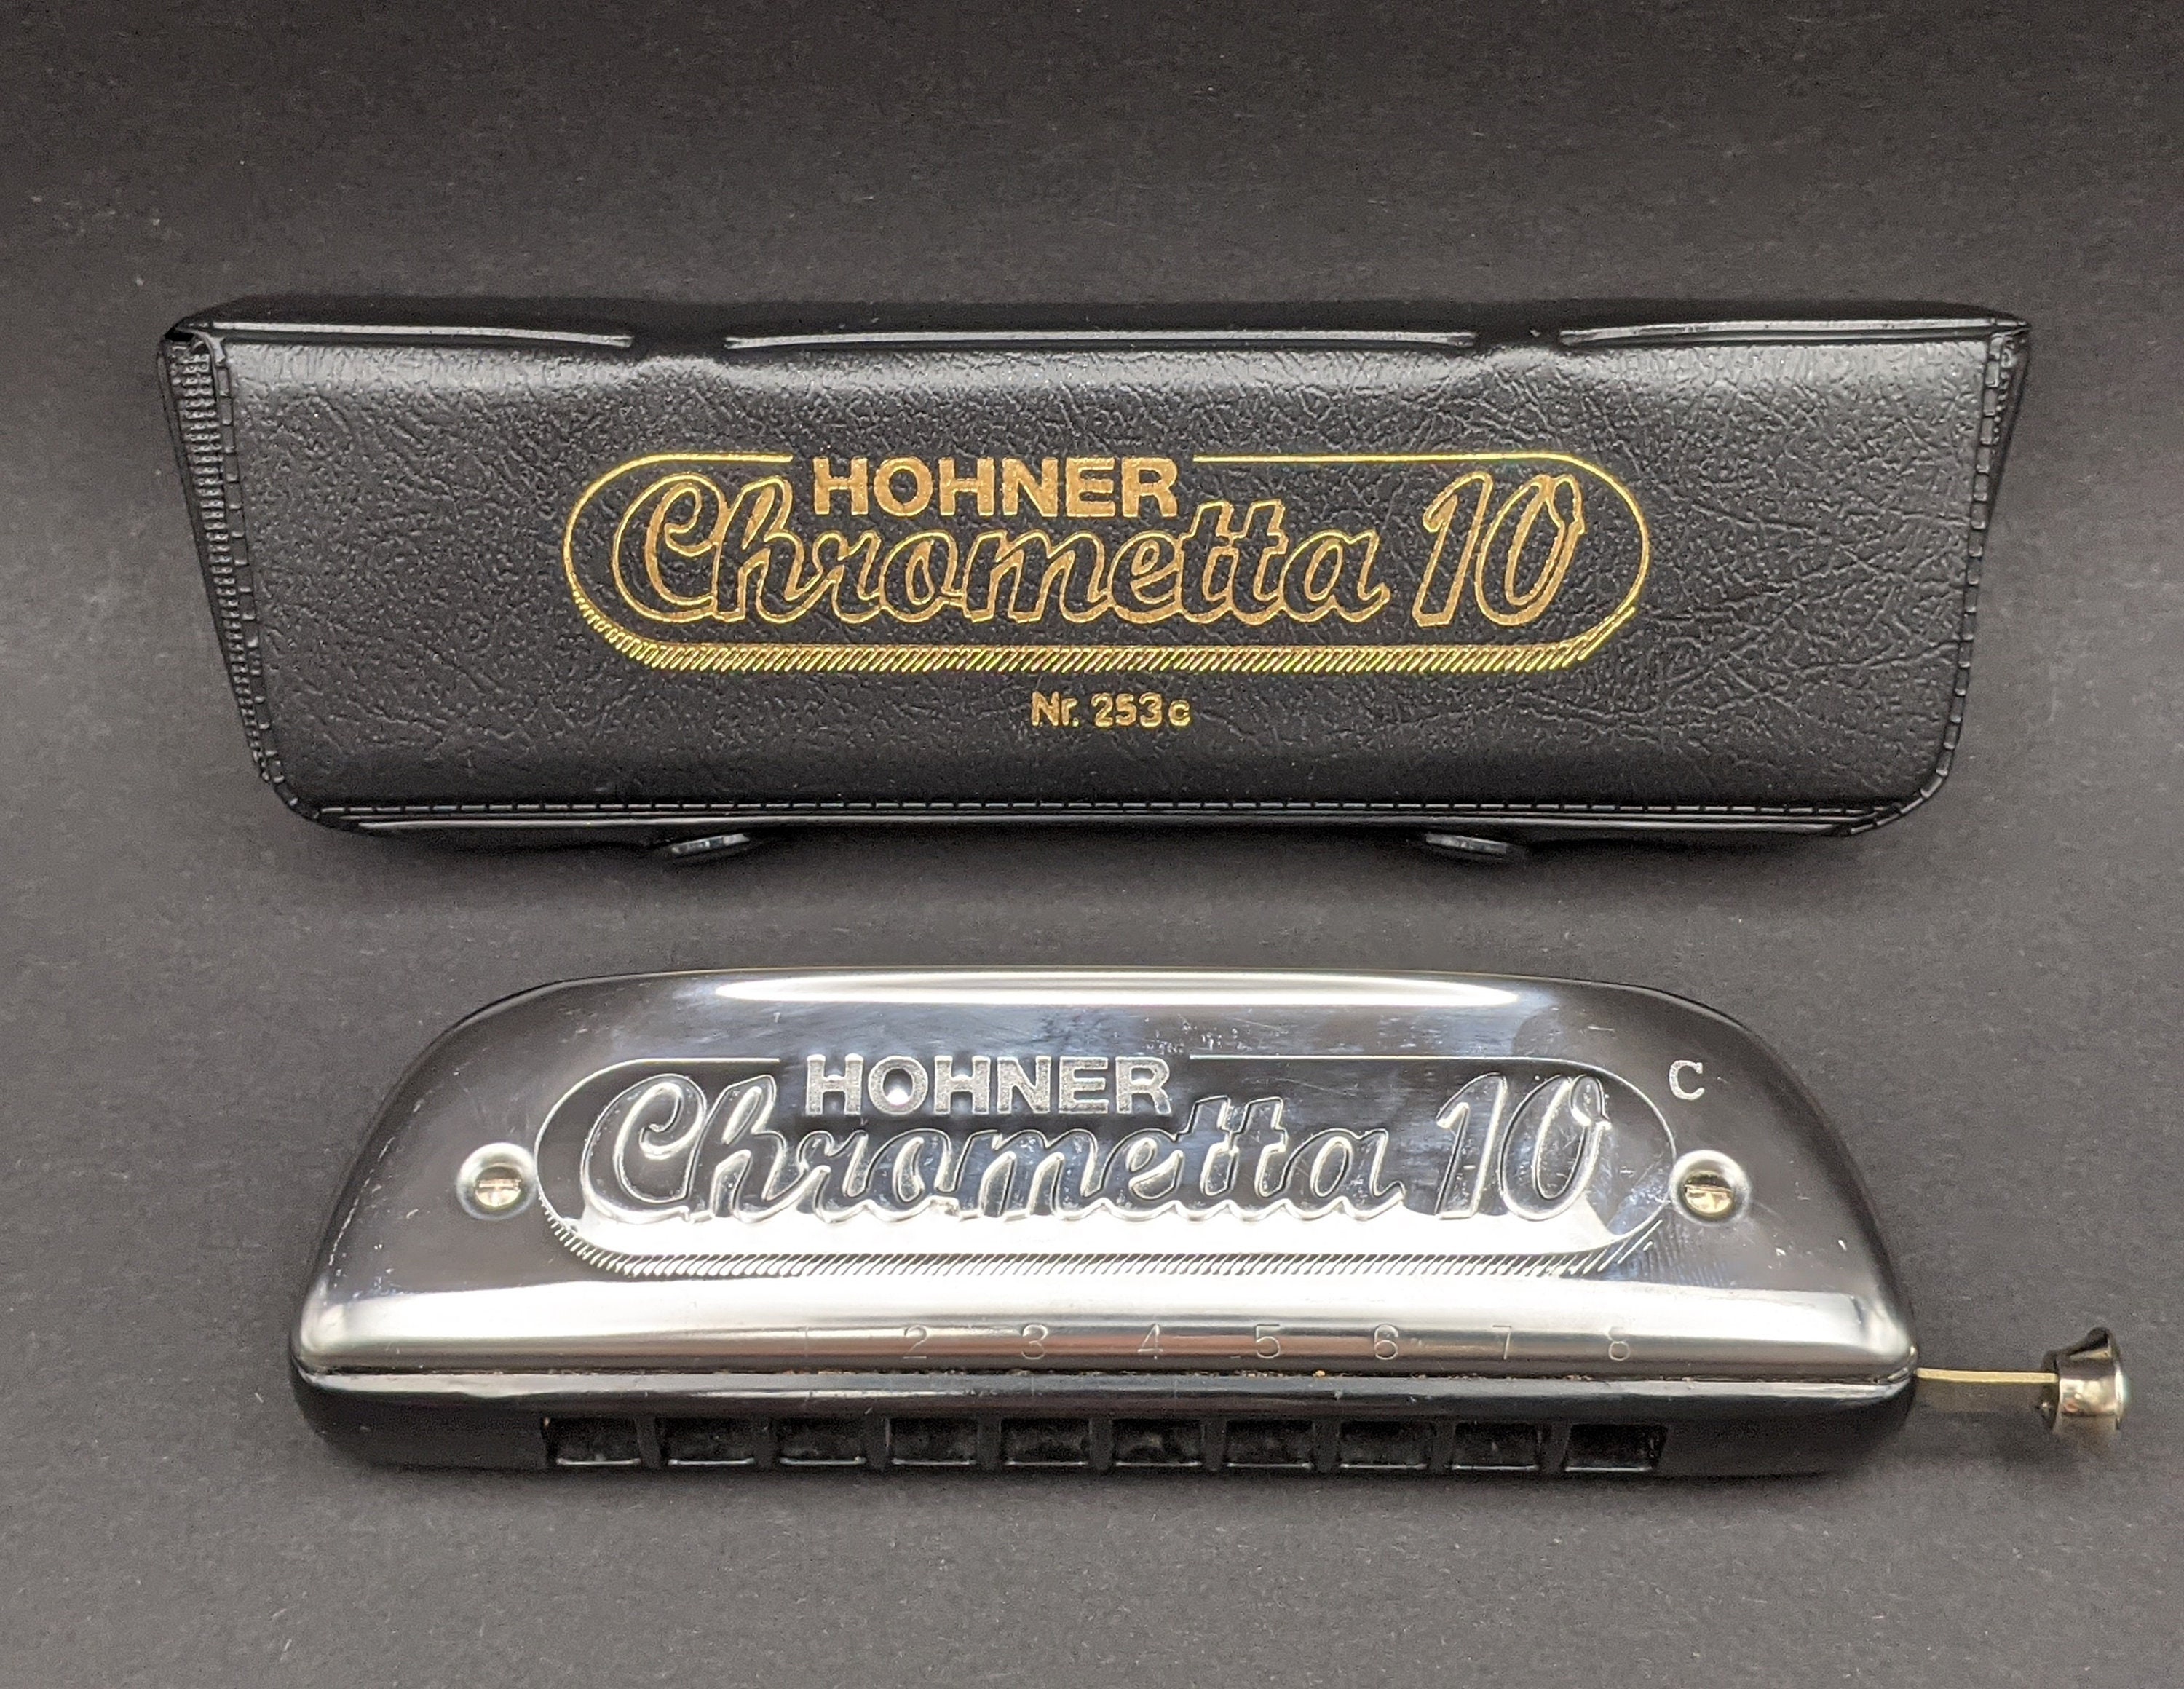 HOHNER
Chrometta 10
Nr. 253c
HOHNER
C
Chrometta 10
1 2 3 4 5 6 7 8